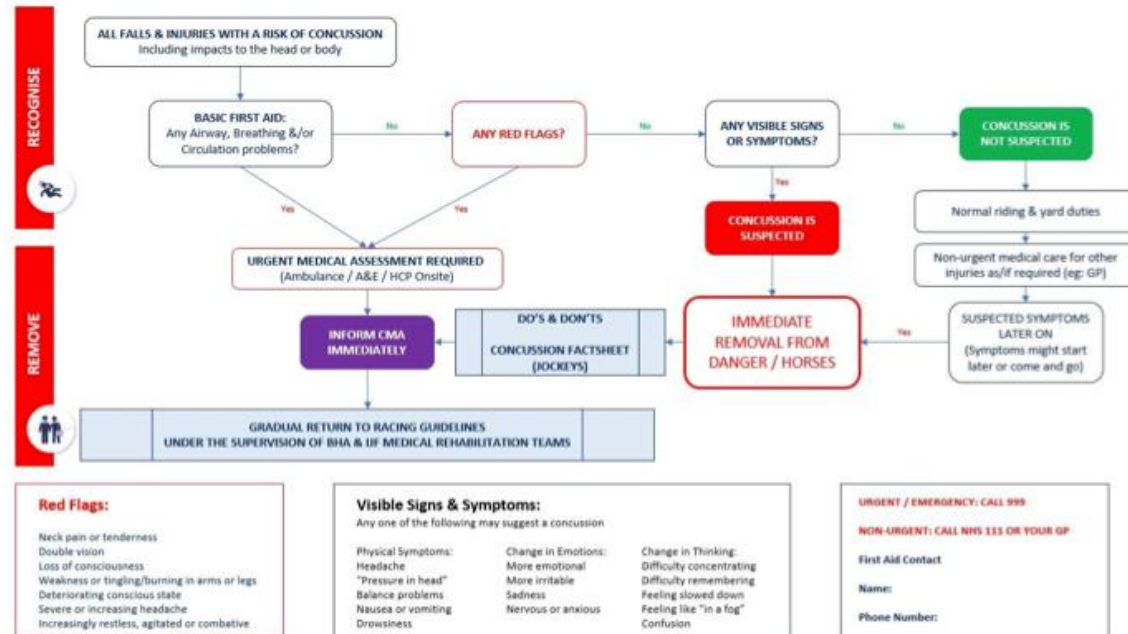 RECOGNISE
ALL FALLS & INJURIES WITH A RISK OF CONCUSSION
Including impacts to the head or body
BASIC FIRST AID:
Any Airway, Breathing &/or
Circulation problems?
No
ANY RED FLAGS?
No
ANY VISIBLE SIGNS
OR SYMPTOMS?
No
CONCUSSION IS
NOT SUSPECTED
Yes
Yes
Yes
CONCUSSION IS
SUSPECTED
Normal riding & yard duties
Non-urgent medical care for other
injuries as/if required (eg: GP)
REMOVE
URGENT MEDICAL ASSESSMENT REQUIRED
(Ambulance / A&E / HCP Onsite)
INFORM CMA
IMMEDIATELY
DO'S & DON'TS
CONCUSSION FACTSHEET
(JOCKEYS)
IMMEDIATE
REMOVAL FROM
DANGER / HORSES
Yes
SUSPECTED SYMPTOMS
LATER ON
(Symptoms might start
later or come and go)
GRADUAL RETURN TO RACING GUIDELINES
UNDER THE SUPERVISION OF BHA & IJF MEDICAL REHABILITATION TEAMS
Red Flags:
Neck pain or tenderness
Double vision
Loss of consciousness
Weakness or tingling/burning in arms or legs
Deteriorating conscious state
Severe or increasing headache
Increasingly restless, agitated or combative
Visible Signs & Symptoms:
Any one of the following may suggest a concussion
Physical Symptoms:
Headache
"Pressure in head"
Balance problems
Nausea or vomiting
Drowsiness
Change in Emotions:
More emotional
More irritable
Sadness
Nervous or anxious
Change in Thinking:
Difficulty concentrating
Difficulty remembering
Feeling slowed down
Feeling like "in a fog"
Confusion
URGENT / EMERGENCY: CALL 999
NON-URGENT: CALL NHS 111 OR YOUR GP
First Aid Contact
Name:
Phone Number: